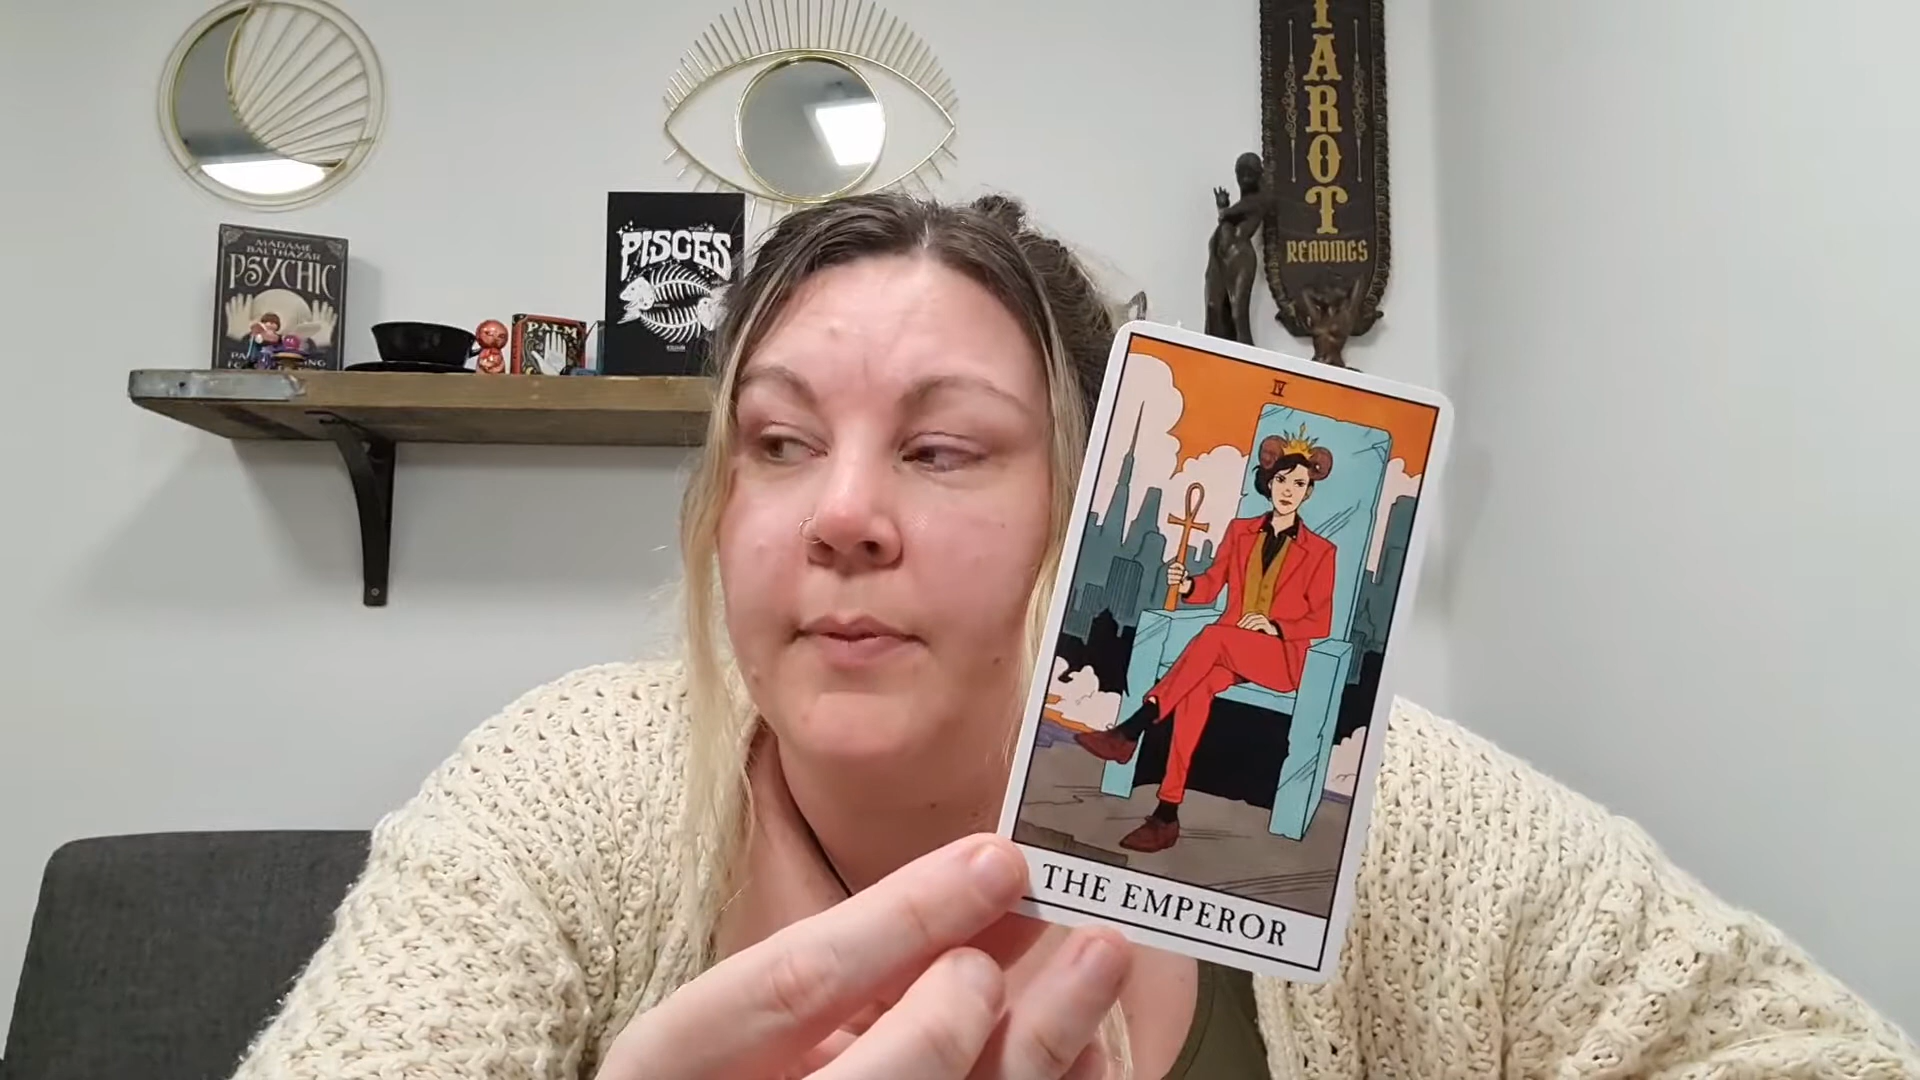 TAROT
READINGS
MADAME
BALTHAZAR
PSYCHIC
PISCES
PALM
IV
THE EMPEROR